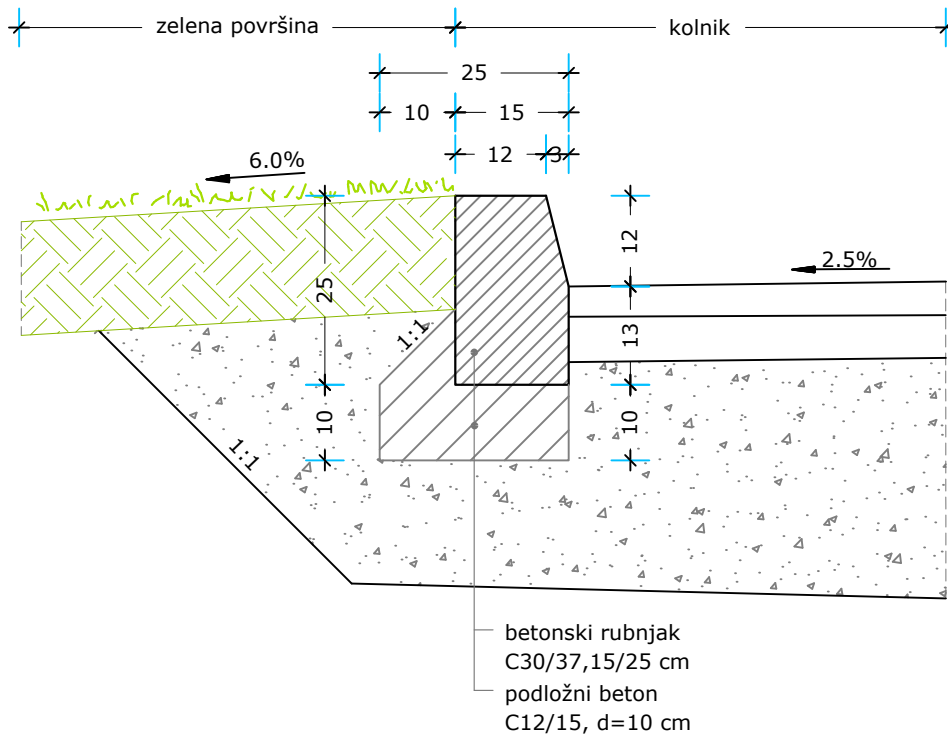 zelena površina
kolnik
25
10
15
12
3
6.0%
12
2.5%
25
1:1
13
10
1:1
10
betonski rubnjak
C30/37,15/25 cm
podložni beton
C12/15, d=10 cm